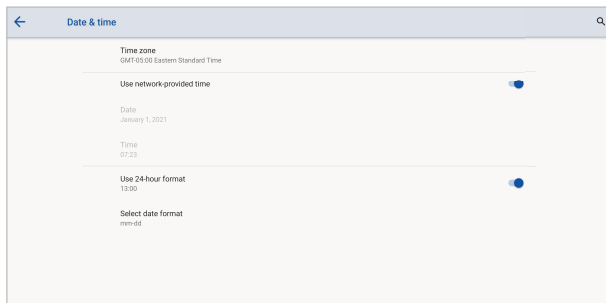 Date & time
Time zone
GMT-05:00 Eastern Standard Time
Use network-provided time
Date
January 1, 2021
Time
07:23
Use 24-hour format
13:00
Select date format
mm-dd